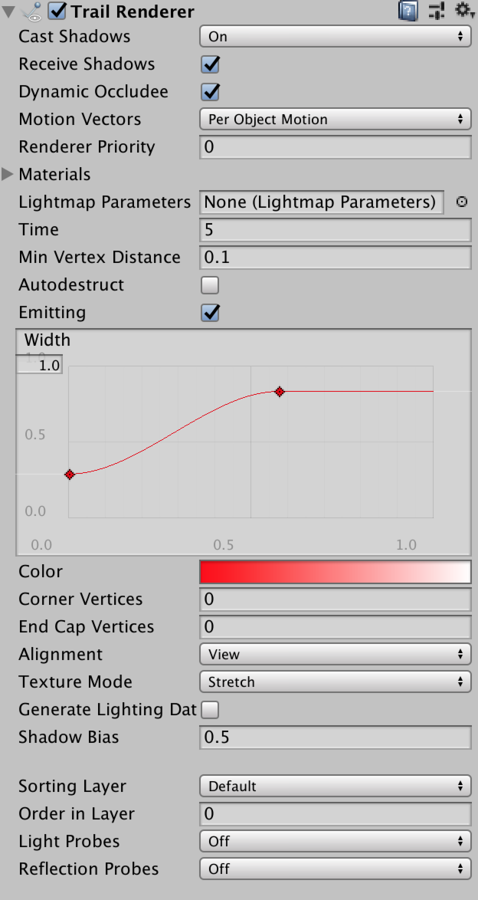 Trail Renderer
Cast Shadows On
Receive Shadows
Dynamic Occludee
Motion Vectors Per Object Motion
Renderer Priority 0
Materials
Lightmap Parameters None (Lightmap Parameters)
Time 5
Min Vertex Distance 0.1
Autodestruct
Emitting
Width
1.0
1.0
0.5
0.0
0.0 0.5 1.0
Color
Corner Vertices 0
End Cap Vertices 0
Alignment View
Texture Mode Stretch
Generate Lighting Dat
Shadow Bias 0.5
Sorting Layer Default
Order in Layer 0
Light Probes Off
Reflection Probes Off